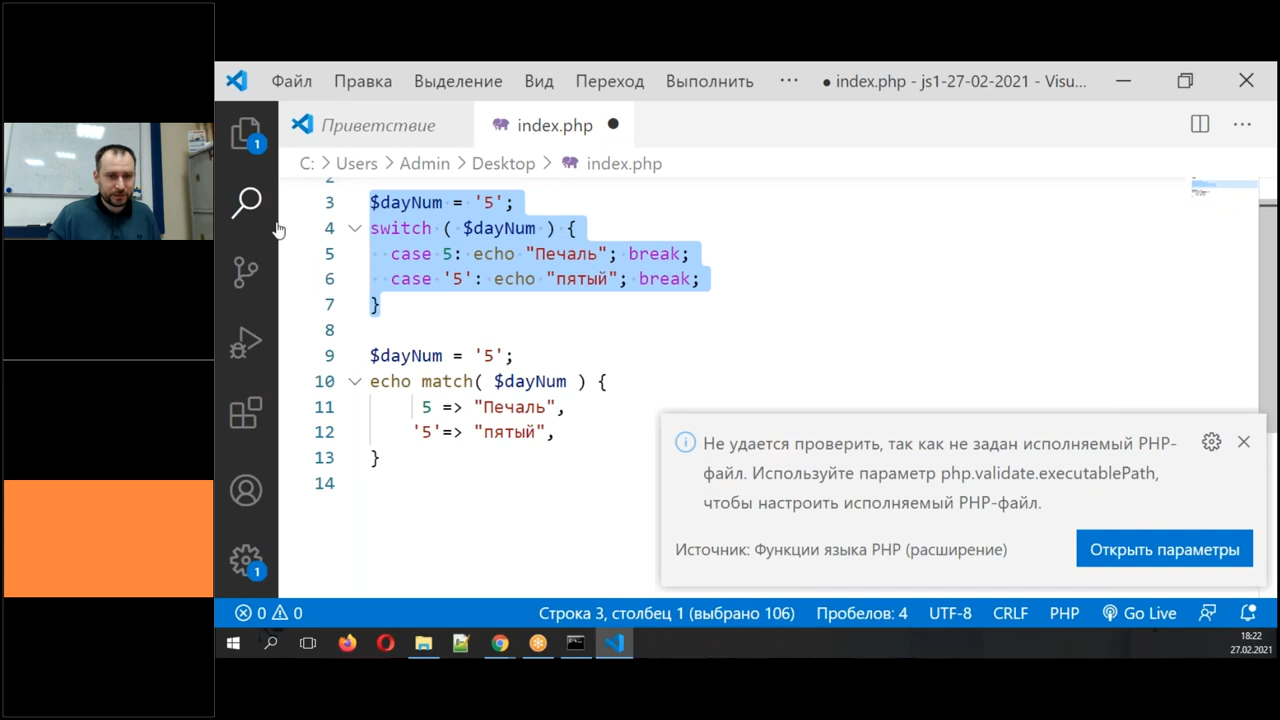 Файл Правка Выделение Вид Переход Выполнить ··· ● index.php - js1-27-02-2021 - Visu...
Приветствие index.php ●
C: > Users > Admin > Desktop > index.php
1
2
3 $dayNum = '5';
4 switch ( $dayNum ) {
5 case 5: echo "Печаль"; break;
6 case '5': echo "пятый"; break;
7 }
8
9 $dayNum = '5';
10 echo match( $dayNum ) {
11 5 => "Печаль",
12 '5'=> "пятый",
13 }
14
Не удается проверить, так как не задан исполняемый PHP-
файл. Используйте параметр php.validate.executablePath,
чтобы настроить исполняемый PHP-файл.
Источник: Функции языка PHP (расширение) Открыть параметры
1
0 0 Строка 3, столбец 1 (выбрано 106) Пробелов: 4 UTF-8 CRLF PHP Go Live
18:22
27.02.2021